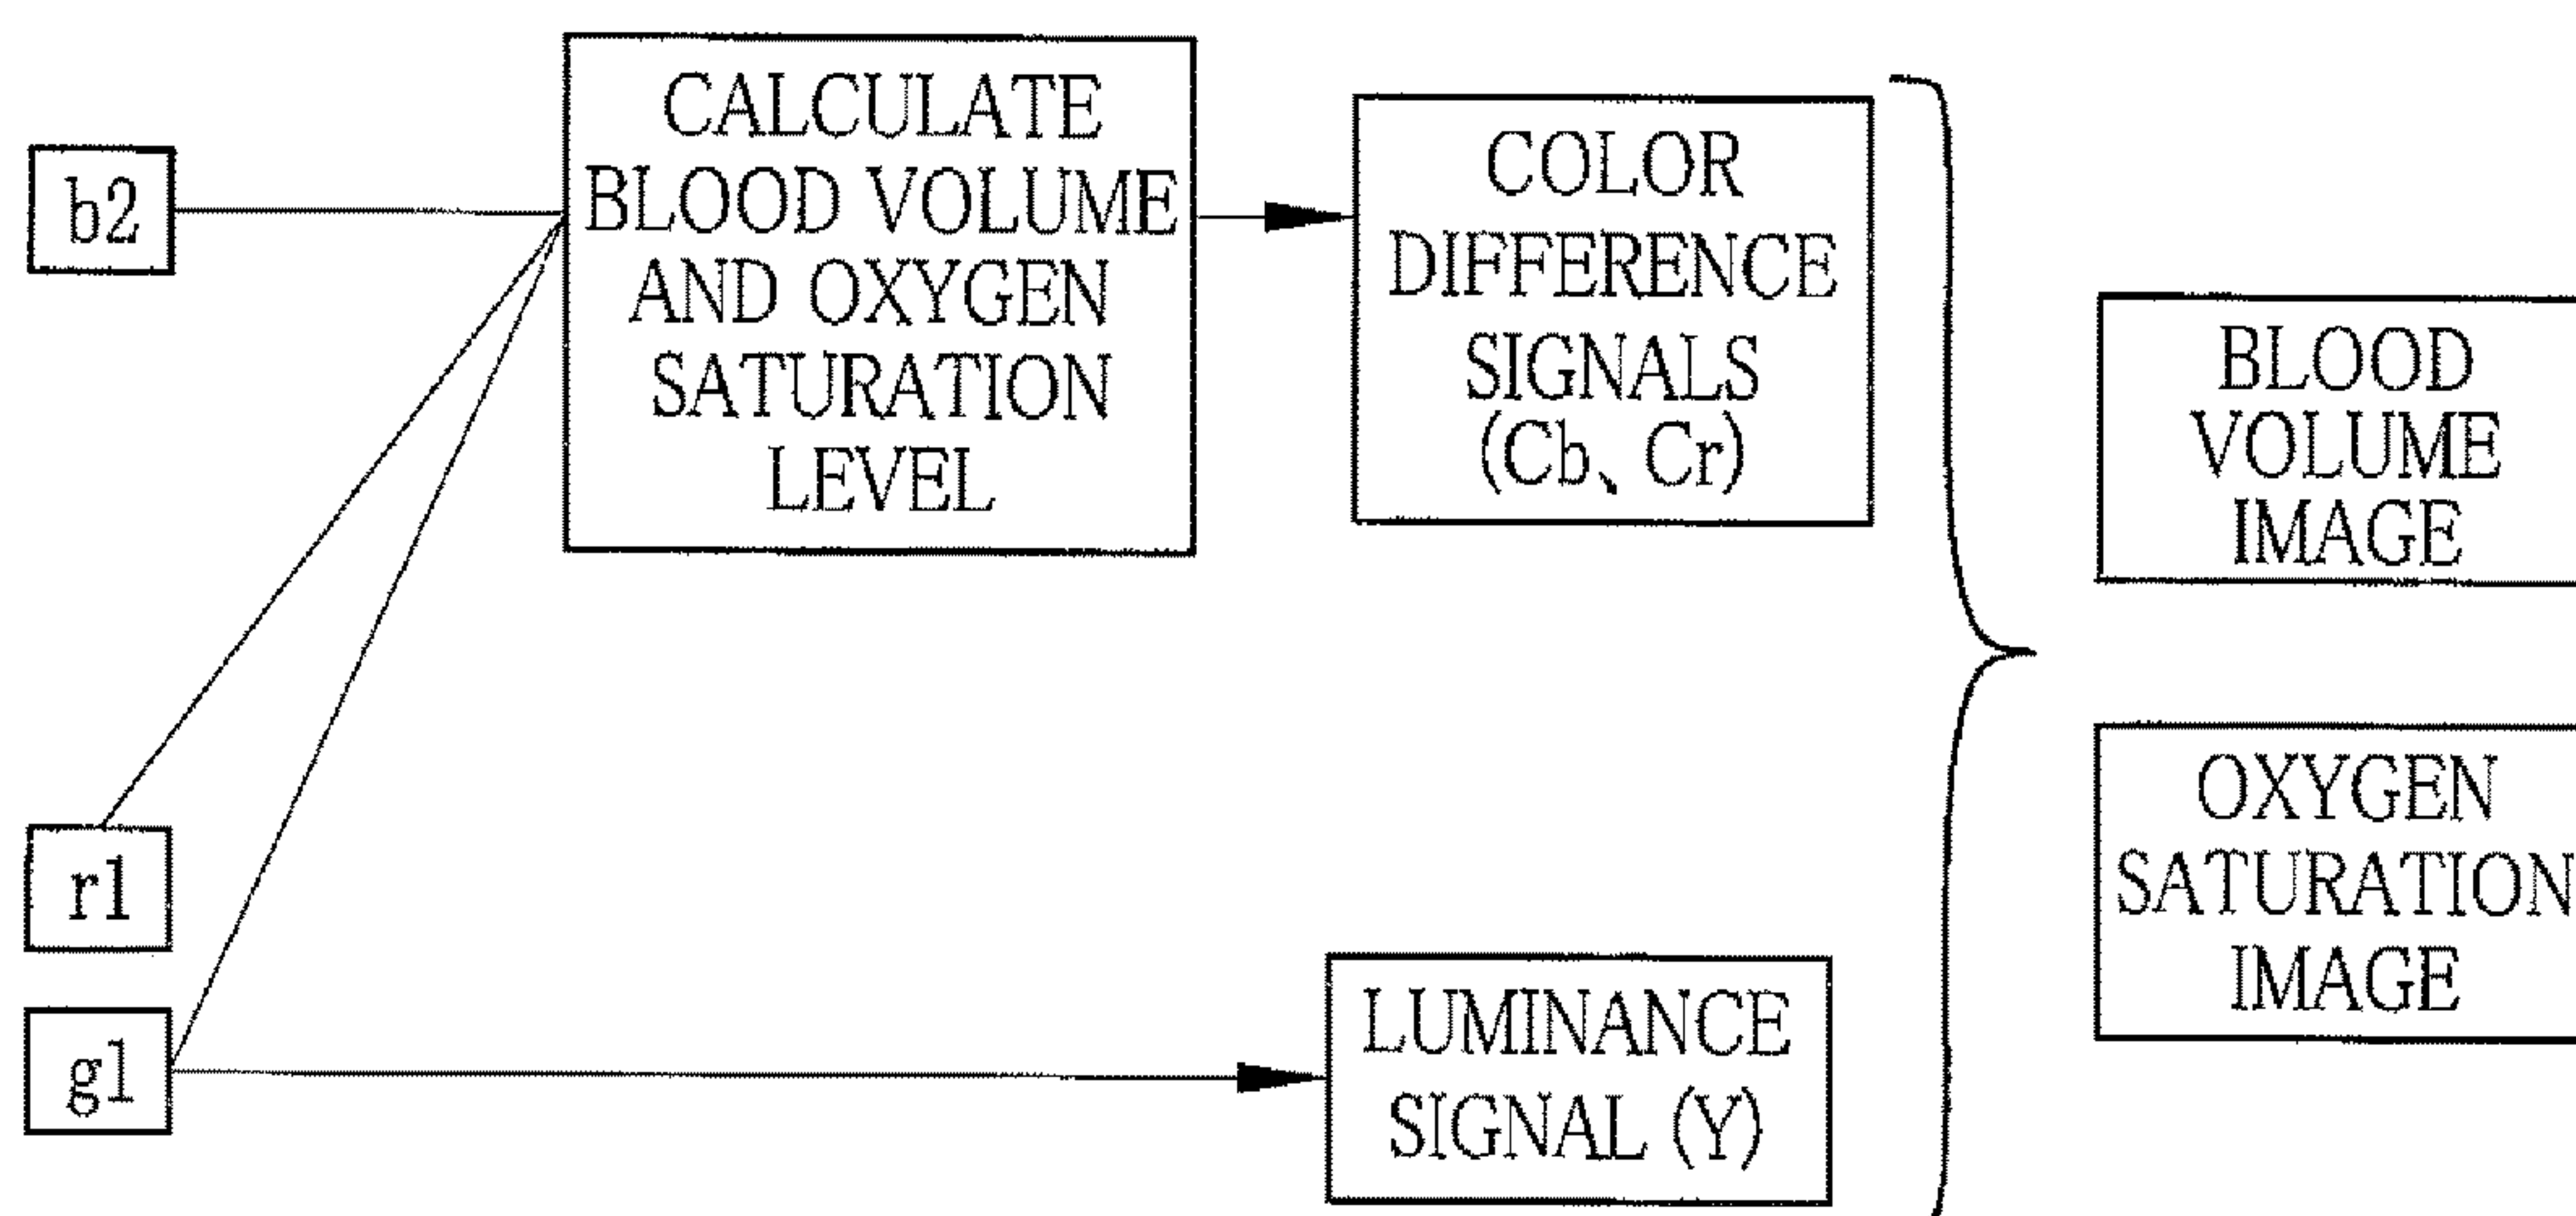 b2
CALCULATE
BLOOD VOLUME
AND OXYGEN
SATURATION
LEVEL
COLOR
DIFFERENCE
SIGNALS
(Cb、Cr)
BLOOD
VOLUME
IMAGE
r1
g1
LUMINANCE
SIGNAL (Y)
OXYGEN
SATURATION
IMAGE